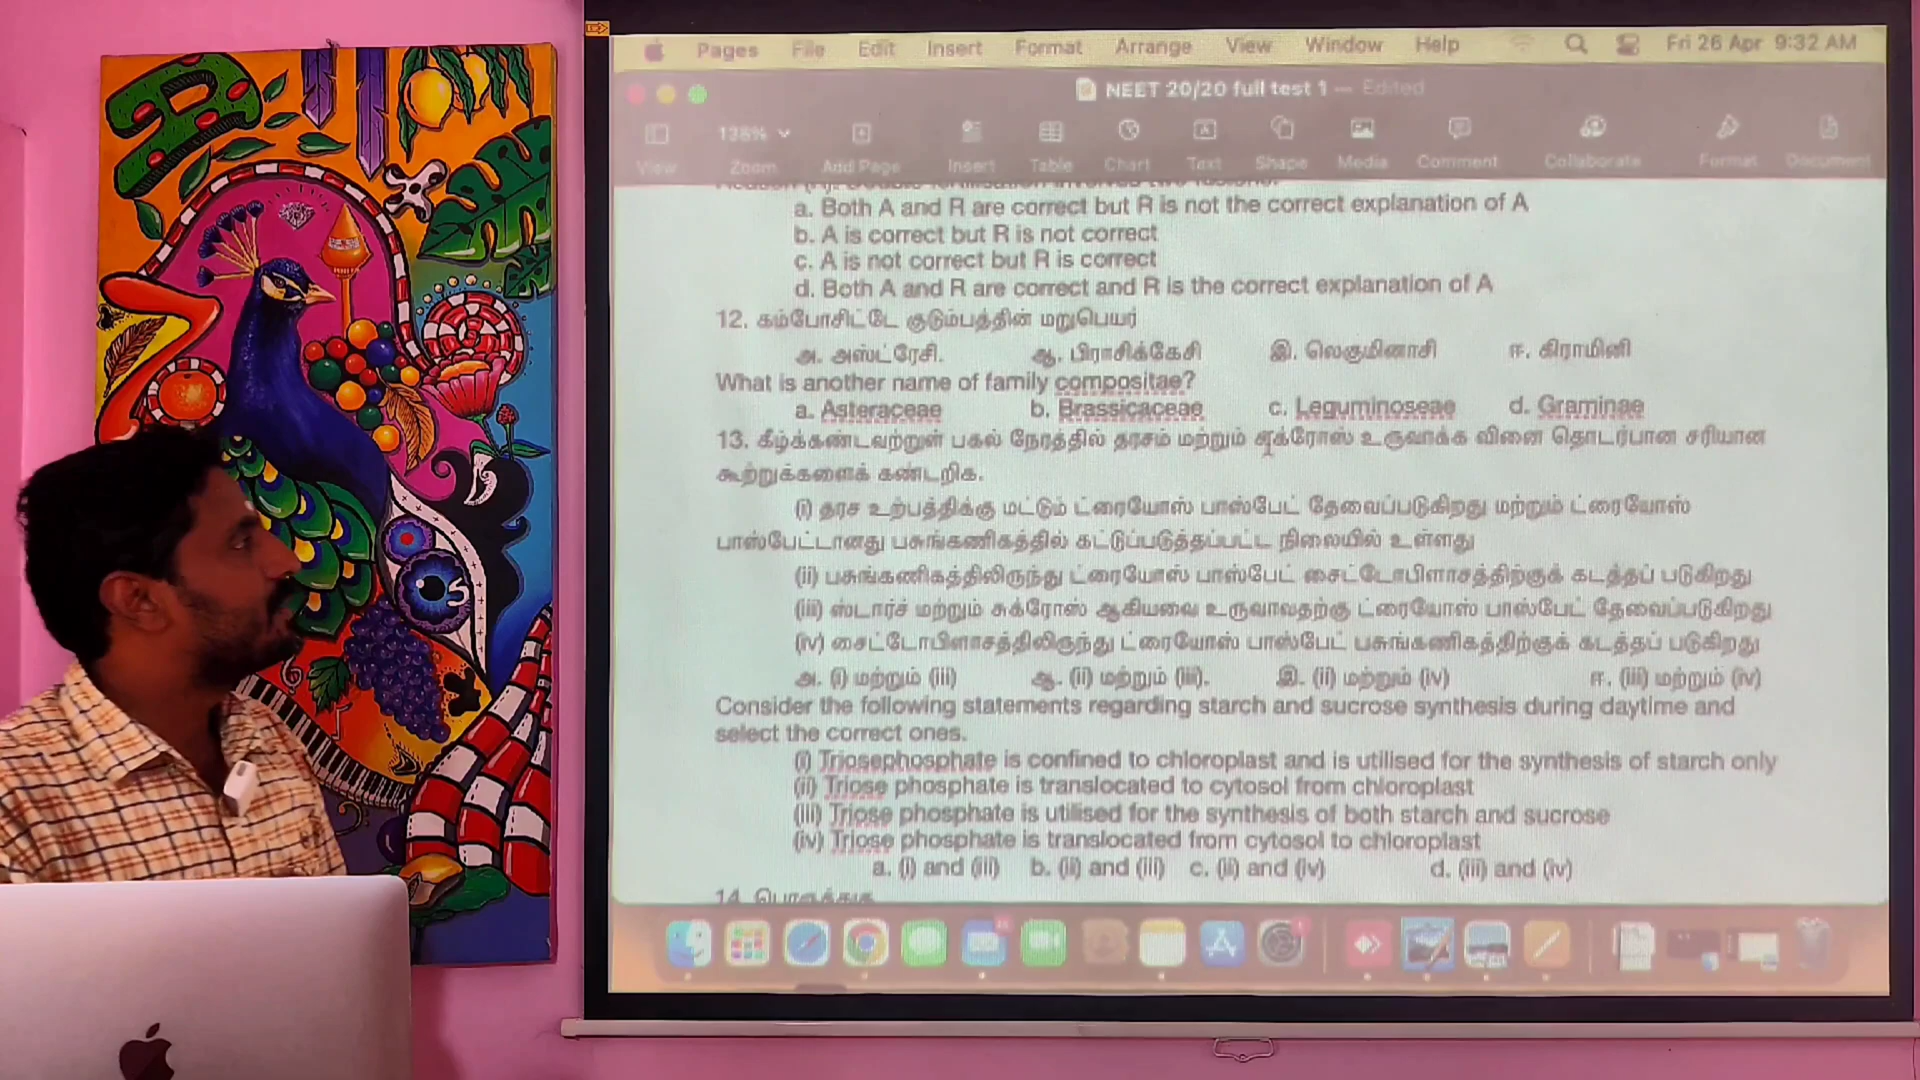 Pages File Edit Insert Format Arrange View Window Help Fri 26 Apr 9:32 AM
NEET 20/20 full test 1 — Edited
138%
View Zoom Add Page Insert Table Chart Text Shape Media Comment Collaborate Format Document
a. Both A and R are correct but R is not the correct explanation of A
b. A is correct but R is not correct
c. A is not correct but R is correct
d. Both A and R are correct and R is the correct explanation of A
12. கம்போசிட்டே குடும்பத்தின் மறுபெயர்
அ. அஸ்ட்ரேசி. ஆ. பிராசிக்கேசி இ. லெகுமினாசி ஈ. கிராமினி
What is another name of family compositae?
a. Asteraceae b. Brassicaceae c. Leguminoseae d. Graminae
13. கீழ்க்கண்டவற்றுள் பகல் நேரத்தில் தரசம் மற்றும் சுக்ரோஸ் உருவாக்க வினை தொடர்பான சரியான
கூற்றுக்களைக் கண்டறிக.
(i) தரச உற்பத்திக்கு மட்டும் ட்ரையோஸ் பாஸ்பேட் தேவைப்படுகிறது மற்றும் ட்ரையோஸ்
பாஸ்பேட்டானது பசுங்கணிகத்தில் கட்டுப்படுத்தப்பட்ட நிலையில் உள்ளது
(ii) பசுங்கணிகத்திலிருந்து ட்ரையோஸ் பாஸ்பேட் சைட்டோபிளாசத்திற்குக் கடத்தப் படுகிறது
(iii) ஸ்டார்ச் மற்றும் சுக்ரோஸ் ஆகியவை உருவாவதற்கு ட்ரையோஸ் பாஸ்பேட் தேவைப்படுகிறது
(iv) சைட்டோபிளாசத்திலிருந்து ட்ரையோஸ் பாஸ்பேட் பசுங்கணிகத்திற்குக் கடத்தப் படுகிறது
அ. (i) மற்றும் (iii) ஆ. (ii) மற்றும் (iii). இ. (ii) மற்றும் (iv) ஈ. (iii) மற்றும் (iv)
Consider the following statements regarding starch and sucrose synthesis during daytime and
select the correct ones.
(i) Triosephosphate is confined to chloroplast and is utilised for the synthesis of starch only
(ii) Triose phosphate is translocated to cytosol from chloroplast
(iii) Triose phosphate is utilised for the synthesis of both starch and sucrose
(iv) Triose phosphate is translocated from cytosol to chloroplast
a. (i) and (iii) b. (ii) and (iii) c. (ii) and (iv) d. (iii) and (iv)
14. பொருத்துக